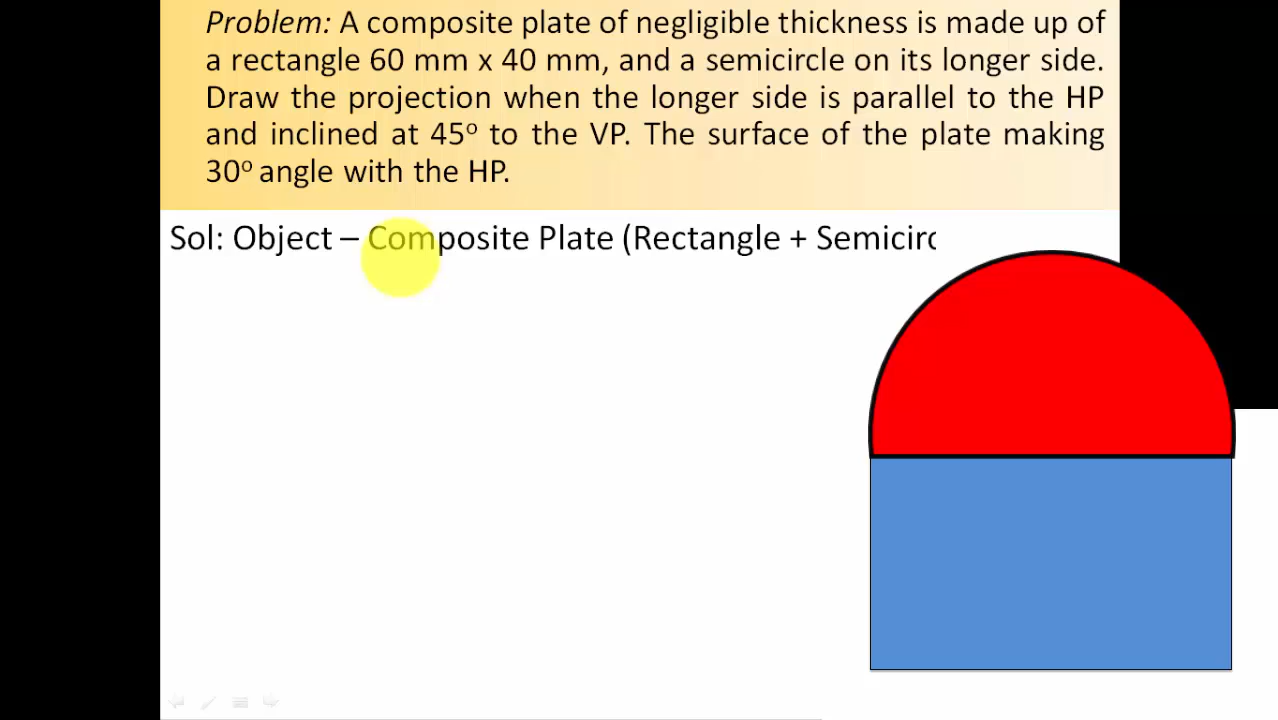 Problem: A composite plate of negligible thickness is made up of
a rectangle 60 mm x 40 mm, and a semicircle on its longer side.
Draw the projection when the longer side is parallel to the HP
and inclined at 45º to the VP. The surface of the plate making
30º angle with the HP.
Sol: Object – Composite Plate (Rectangle + Semicirc